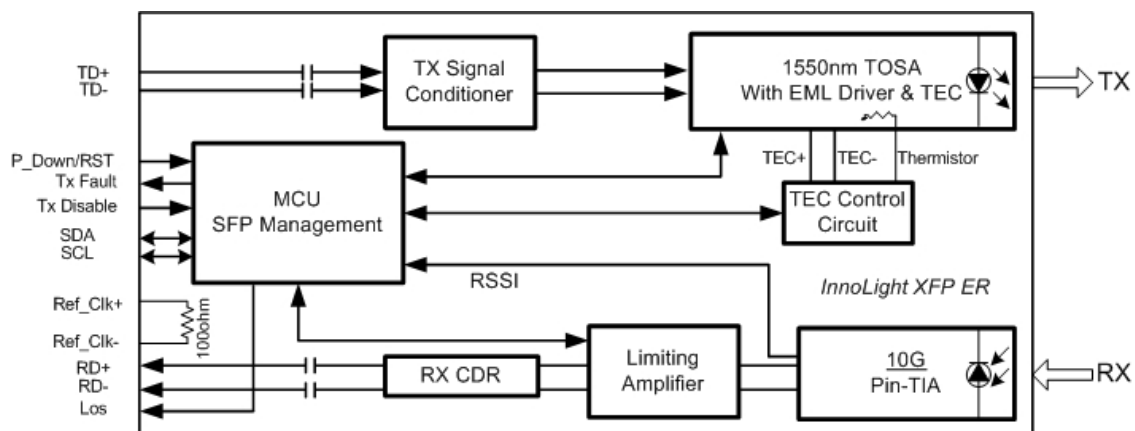 TD+
TD-
TX Signal
Conditioner
1550nm TOSA
With EML Driver & TEC
TX
P_Down/RST
Tx Fault
Tx Disable
SDA
SCL
MCU
SFP Management
TEC+
TEC-
Thermistor
TEC Control
Circuit
RSSI
InnoLight XFP ER
Ref_Clk+
100ohm
Ref_Clk-
RD+
RD-
Los
RX CDR
Limiting
Amplifier
10G
Pin-TIA
RX